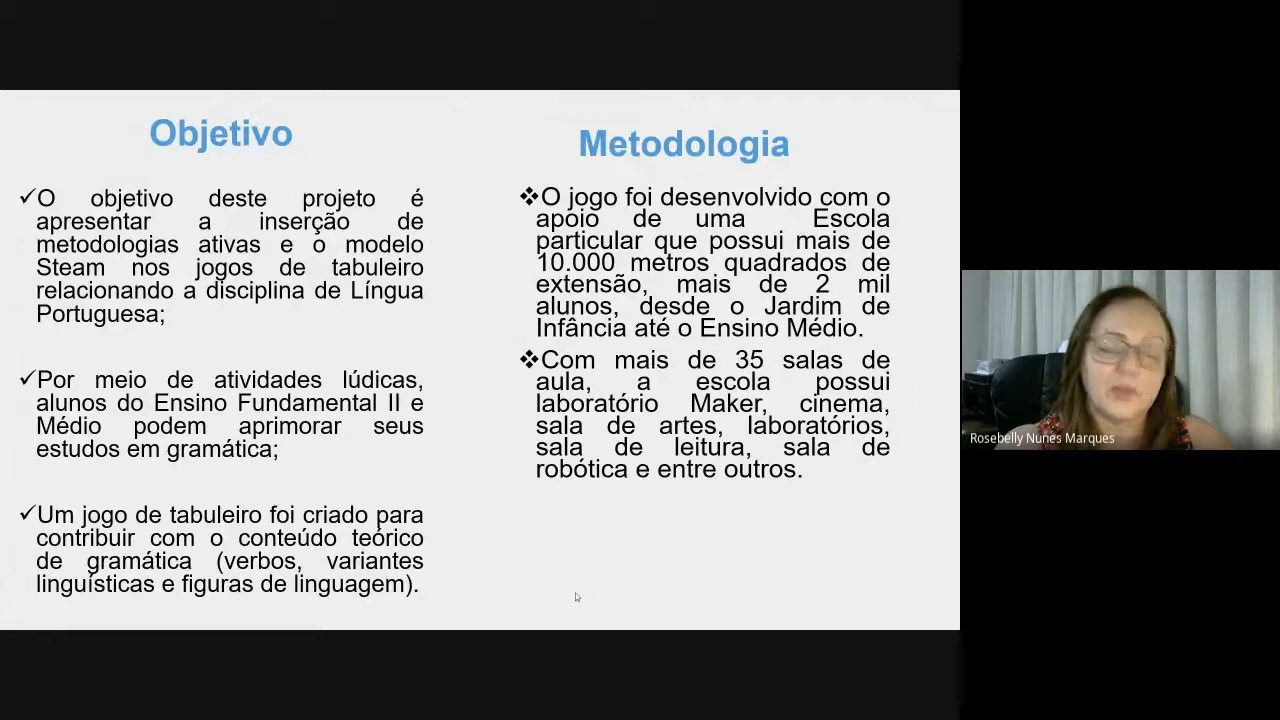 Objetivo
✓O objetivo deste projeto é
apresentar a inserção de
metodologias ativas e o modelo
Steam nos jogos de tabuleiro
relacionando a disciplina de Língua
Portuguesa;
✓Por meio de atividades lúdicas,
alunos do Ensino Fundamental II e
Médio podem aprimorar seus
estudos em gramática;
✓Um jogo de tabuleiro foi criado para
contribuir com o conteúdo teórico
de gramática (verbos, variantes
linguísticas e figuras de linguagem).
Metodologia
❖O jogo foi desenvolvido com o
apoio de uma Escola
particular que possui mais de
10.000 metros quadrados de
extensão, mais de 2 mil
alunos, desde o Jardim de
Infância até o Ensino Médio.
❖Com mais de 35 salas de
aula, a escola possui
laboratório Maker, cinema,
sala de artes, laboratórios,
sala de leitura, sala de
robótica e entre outros.
Rosebelly Nunes Marques